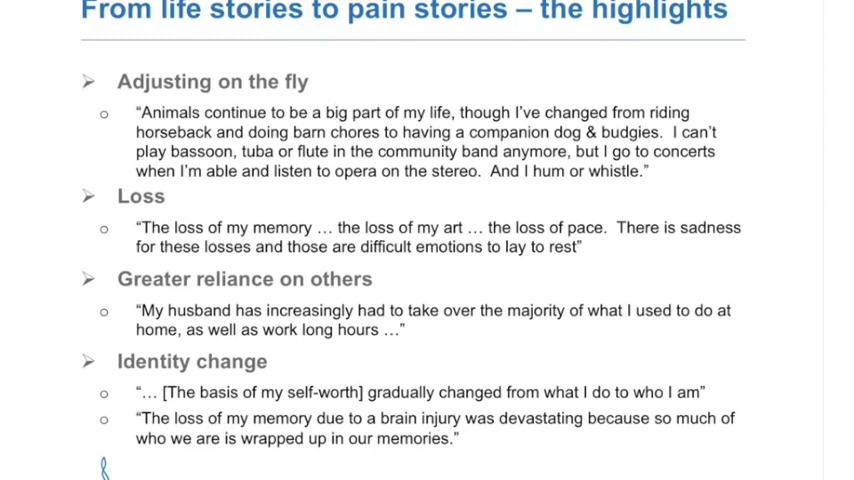 From life stories to pain stories – the highlights
Adjusting on the fly
“Animals continue to be a big part of my life, though I’ve changed from riding
horseback and doing barn chores to having a companion dog & budgies. I can’t
play bassoon, tuba or flute in the community band anymore, but I go to concerts
when I’m able and listen to opera on the stereo. And I hum or whistle.”
Loss
“The loss of my memory … the loss of my art … the loss of pace. There is sadness
for these losses and those are difficult emotions to lay to rest”
Greater reliance on others
“My husband has increasingly had to take over the majority of what I used to do at
home, as well as work long hours …”
Identity change
“… [The basis of my self-worth] gradually changed from what I do to who I am”
“The loss of my memory due to a brain injury was devastating because so much of
who we are is wrapped up in our memories.”